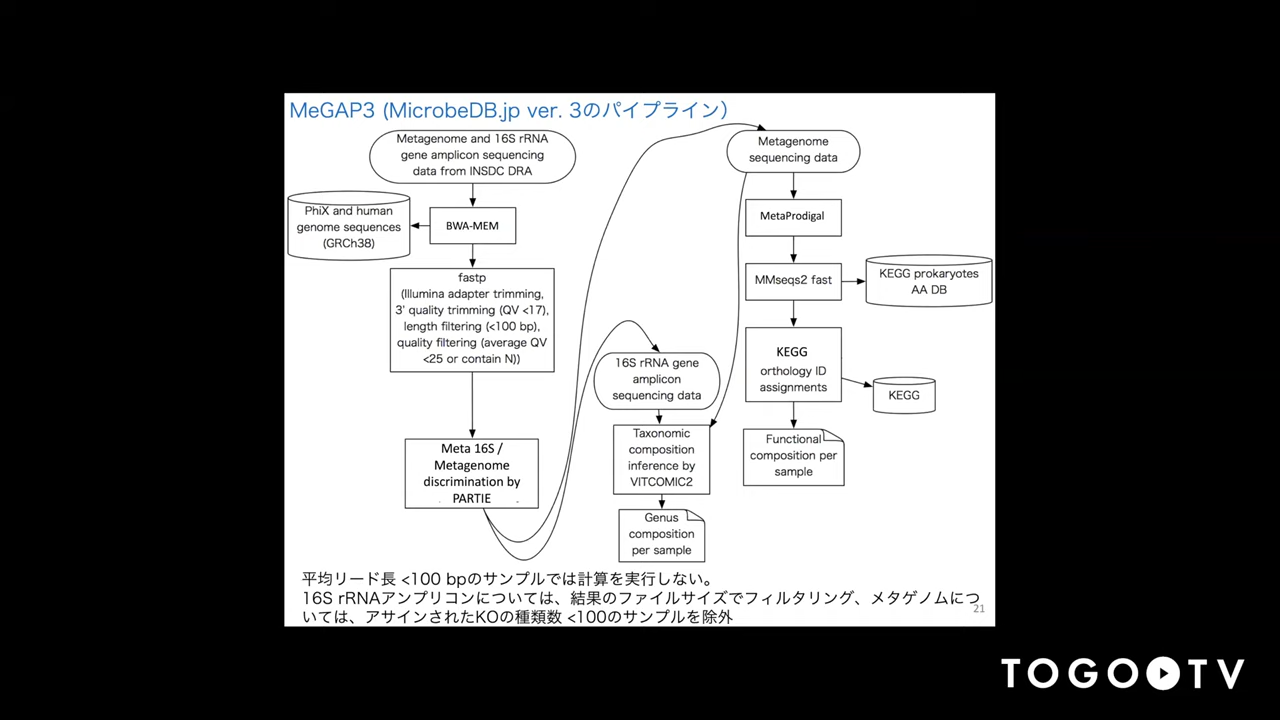 MeGAP3 (MicrobeDB.jp ver. 3のパイプライン）
Metagenome and 16S rRNA
gene amplicon sequencing
data from INSDC DRA
PhiX and human
genome sequences
(GRCh38)
BWA-MEM
fastp
(Illumina adapter trimming,
3' quality trimming (QV <17),
length filtering (<100 bp),
quality filtering (average QV
<25 or contain N))
Meta 16S /
Metagenome
discrimination by
PARTIE
16S rRNA gene
amplicon
sequencing data
Taxonomic
composition
inference by
VITCOMIC2
Genus
composition
per sample
Metagenome
sequencing data
MetaProdigal
MMseqs2 fast
KEGG prokaryotes
AA DB
KEGG
orthology ID
assignments
KEGG
Functional
composition per
sample
平均リード長 <100 bpのサンプルでは計算を実行しない。
16S rRNAアンプリコンについては、結果のファイルサイズでフィルタリング、メタゲノムにつ
いては、アサインされたKOの種類数 <100のサンプルを除外
21
TOGO TV